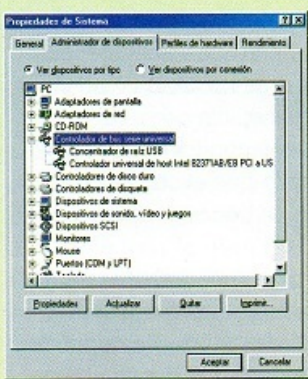 Propiedades de Sistema
General Administrador de dispositivos Perfiles de hardware Rendimiento
Ver dispositivos por tipo Ver dispositivos por conexión
PC
Adaptadores de pantalla
Adaptadores de red
CD-ROM
Controlador de bus serie universal
Concentrador de raíz USB
Controlador universal de host Intel 82371AB/EB PCI a US
Controladores de disco duro
Controladores de disquete
Dispositivos de sistema
Dispositivos de sonido, vídeo y juegos
Dispositivos SCSI
Monitores
Mouse
Puertos (COM y LPT)
Teclado
Propiedades Actualizar Quitar Imprimir...
Aceptar Cancelar